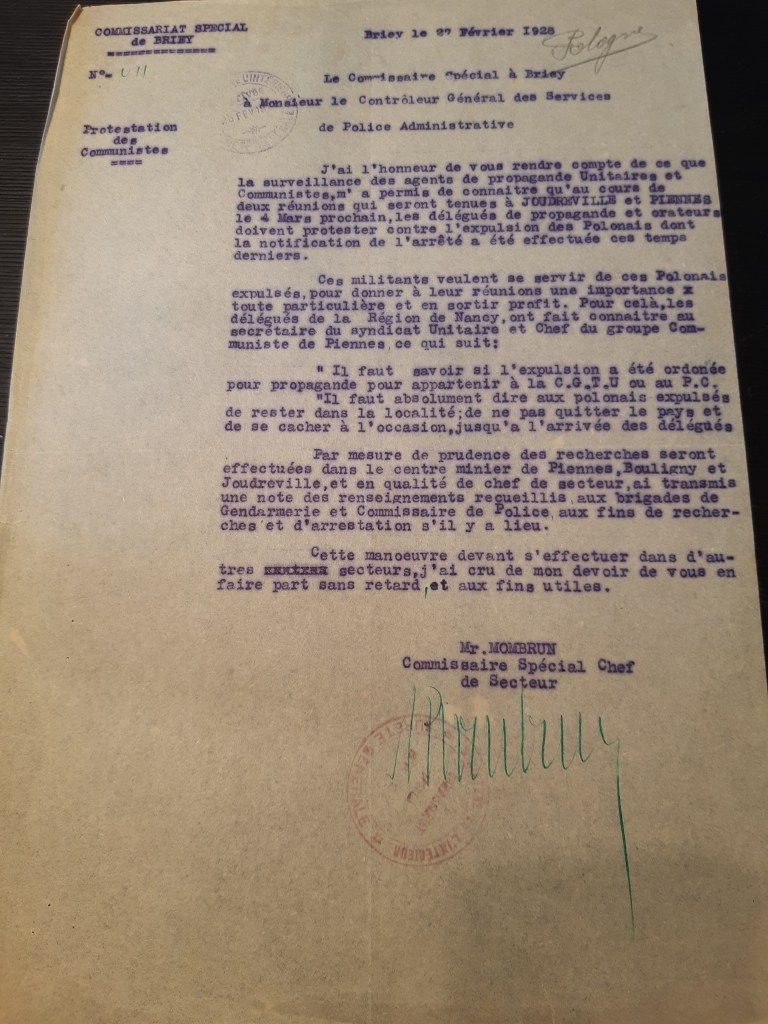 COMMISSARIAT SPECIAL
de BRIEY
Briey le 27 Février 1928
Pologne
N°- 411
Le Commissaire Spécial à Briey
à Monsieur le Contrôleur Général des Services
de Police Administrative
Protestation
des
Communistes
J'ai l'honneur de vous rendre compte de ce que
la surveillance des agents de propagande Unitaires et
Communistes,m' a permis de connaitre qu'au cours de
deux réunions qui seront tenues à JOUDREVILLE et PIENNES
le 4 Mars prochain,les délégués de propagande et orateurs
doivent protester contre l'expulsion des Polonais dont
la notification de l'arrêté a été effectuée ces temps
derniers.
Ces militants veulent se servir de ces Polonais
expulsés,pour donner à leur réunions une importance x
toute particulière et en sortir profit. Pour celà,les
délégués de la Région de Nancy,ont fait connaitre au
secrétaire du syndicat Unitaire et Chef du groupe Com-
muniste de Piennes,ce qui suit:
" Il faut savoir si l'expulsion a été ordonée
pour propagande pour appartenir à la C.G.T.U ou au P.C.
"Il faut absolument dire aux polonais expulsés
de rester dans la localité;de ne pas quitter le pays et
de se cacher à l'occasion,jusqu'a l'arrivée des délégués
Par mesure de prudence des recherches seront
effectuées dans le centre minier de Piennes,Bouligny et
Joudreville,et en qualité de chef de secteur,ai transmis
une note des renseignements recueillis aux brigades de
Gendarmerie et Commissaire de Police,aux fins de recher-
ches et d'arrestation s'il y a lieu.
Cette manoeuvre devant s'effectuer dans d'au-
tres secteurs,j'ai cru de mon devoir de vous en
faire part sans retard,et aux fins utiles.
Mr.MOMBRUN
Commissaire Spécial Chef
de Secteur
Mombrun
L'INTERIEUR